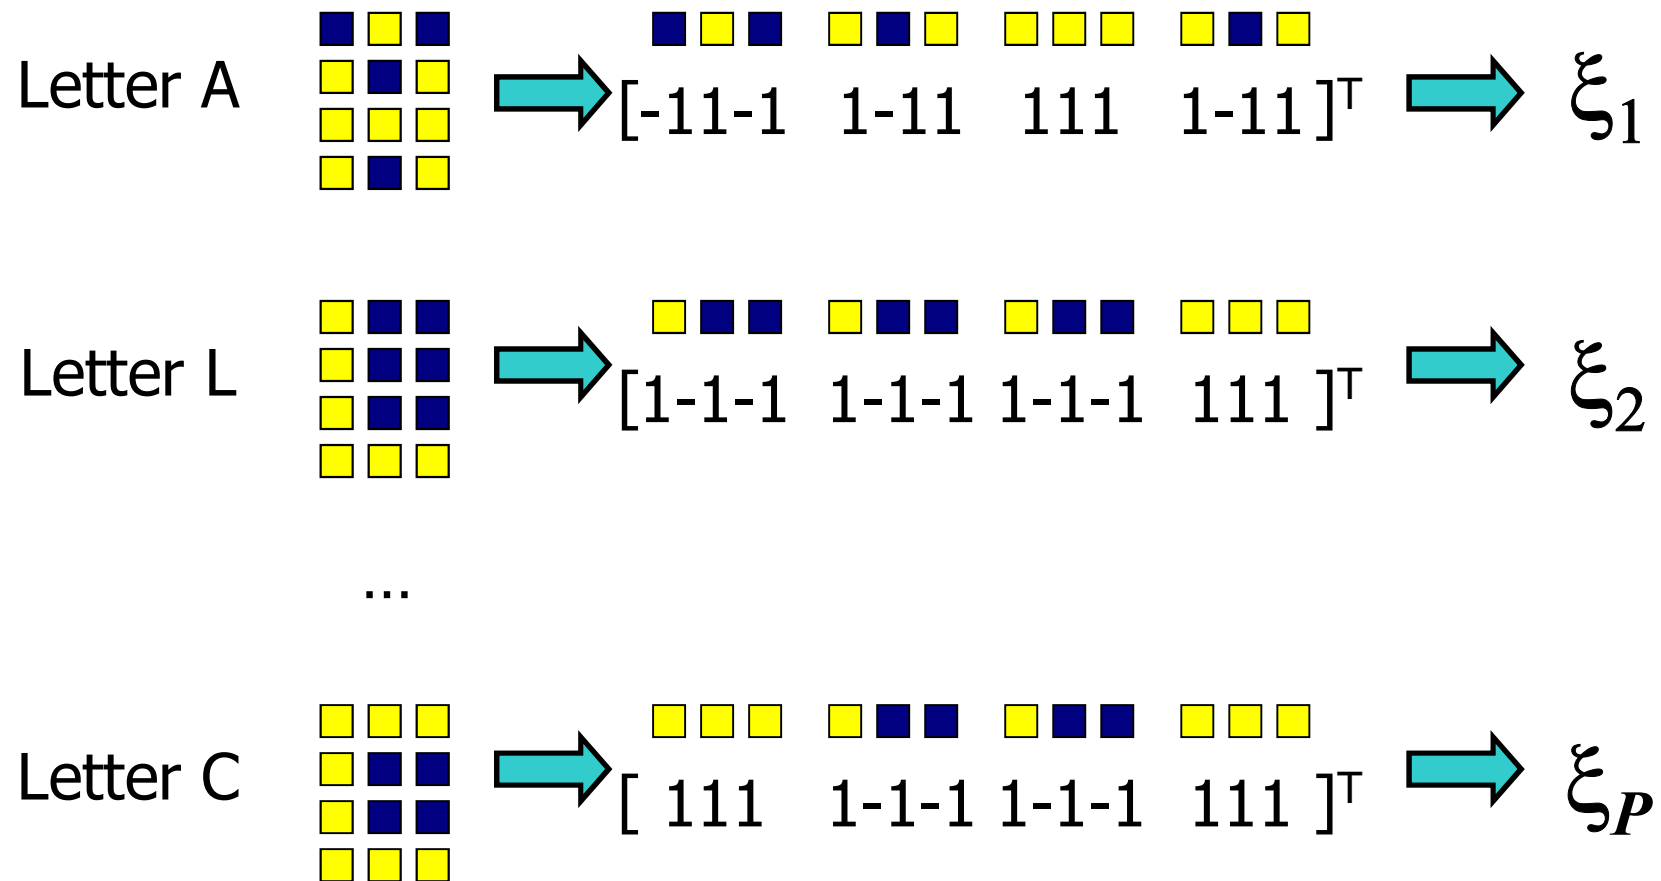 Letter A [-11-1 1-11 111 1-11]T ξ1
Letter L [1-1-1 1-1-1 1-1-1 111]T ξ2
...
Letter C [ 111 1-1-1 1-1-1 111]T ξP